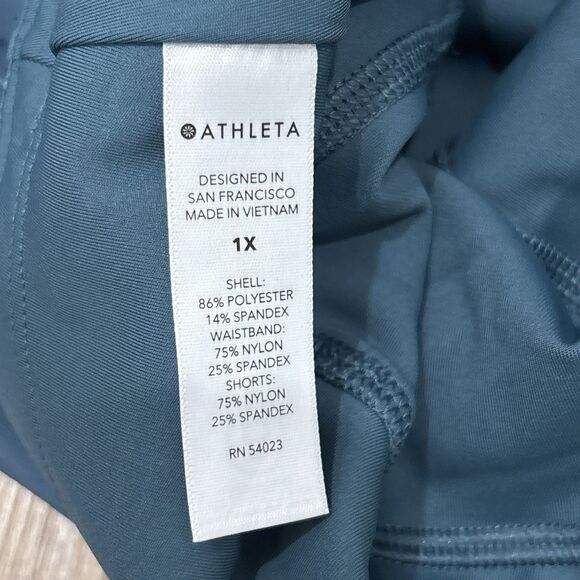 ATHLETA
DESIGNED IN
SAN FRANCISCO
MADE IN VIETNAM
1X
SHELL:
86% POLYESTER
14% SPANDEX
WAISTBAND:
75% NYLON
25% SPANDEX
SHORTS:
75% NYLON
25% SPANDEX
RN 54023